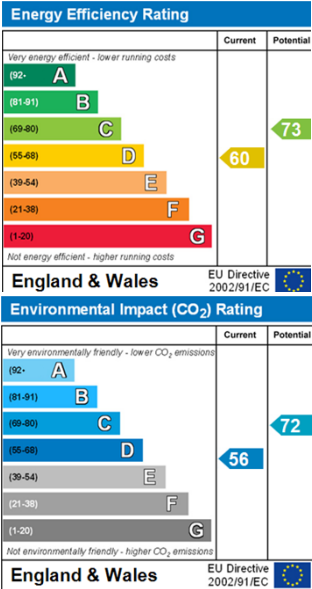 Energy Efficiency Rating
Current Potential
Very energy efficient - lower running costs
(92- A
(81-91) B
(69-80) C
73
(55-68) D
60
(39-54) E
(21-38) F
(1-20) G
Not energy efficient - higher running costs
England & Wales
EU Directive
2002/91/EC
Environmental Impact (CO2) Rating
Current Potential
Very environmentally friendly - lower CO2 emissions
(92- A
(81-91) B
(69-80) C
72
(55-68) D
56
(39-54) E
(21-38) F
(1-20) G
Not environmentally friendly - higher CO2 emissions
England & Wales
EU Directive
2002/91/EC